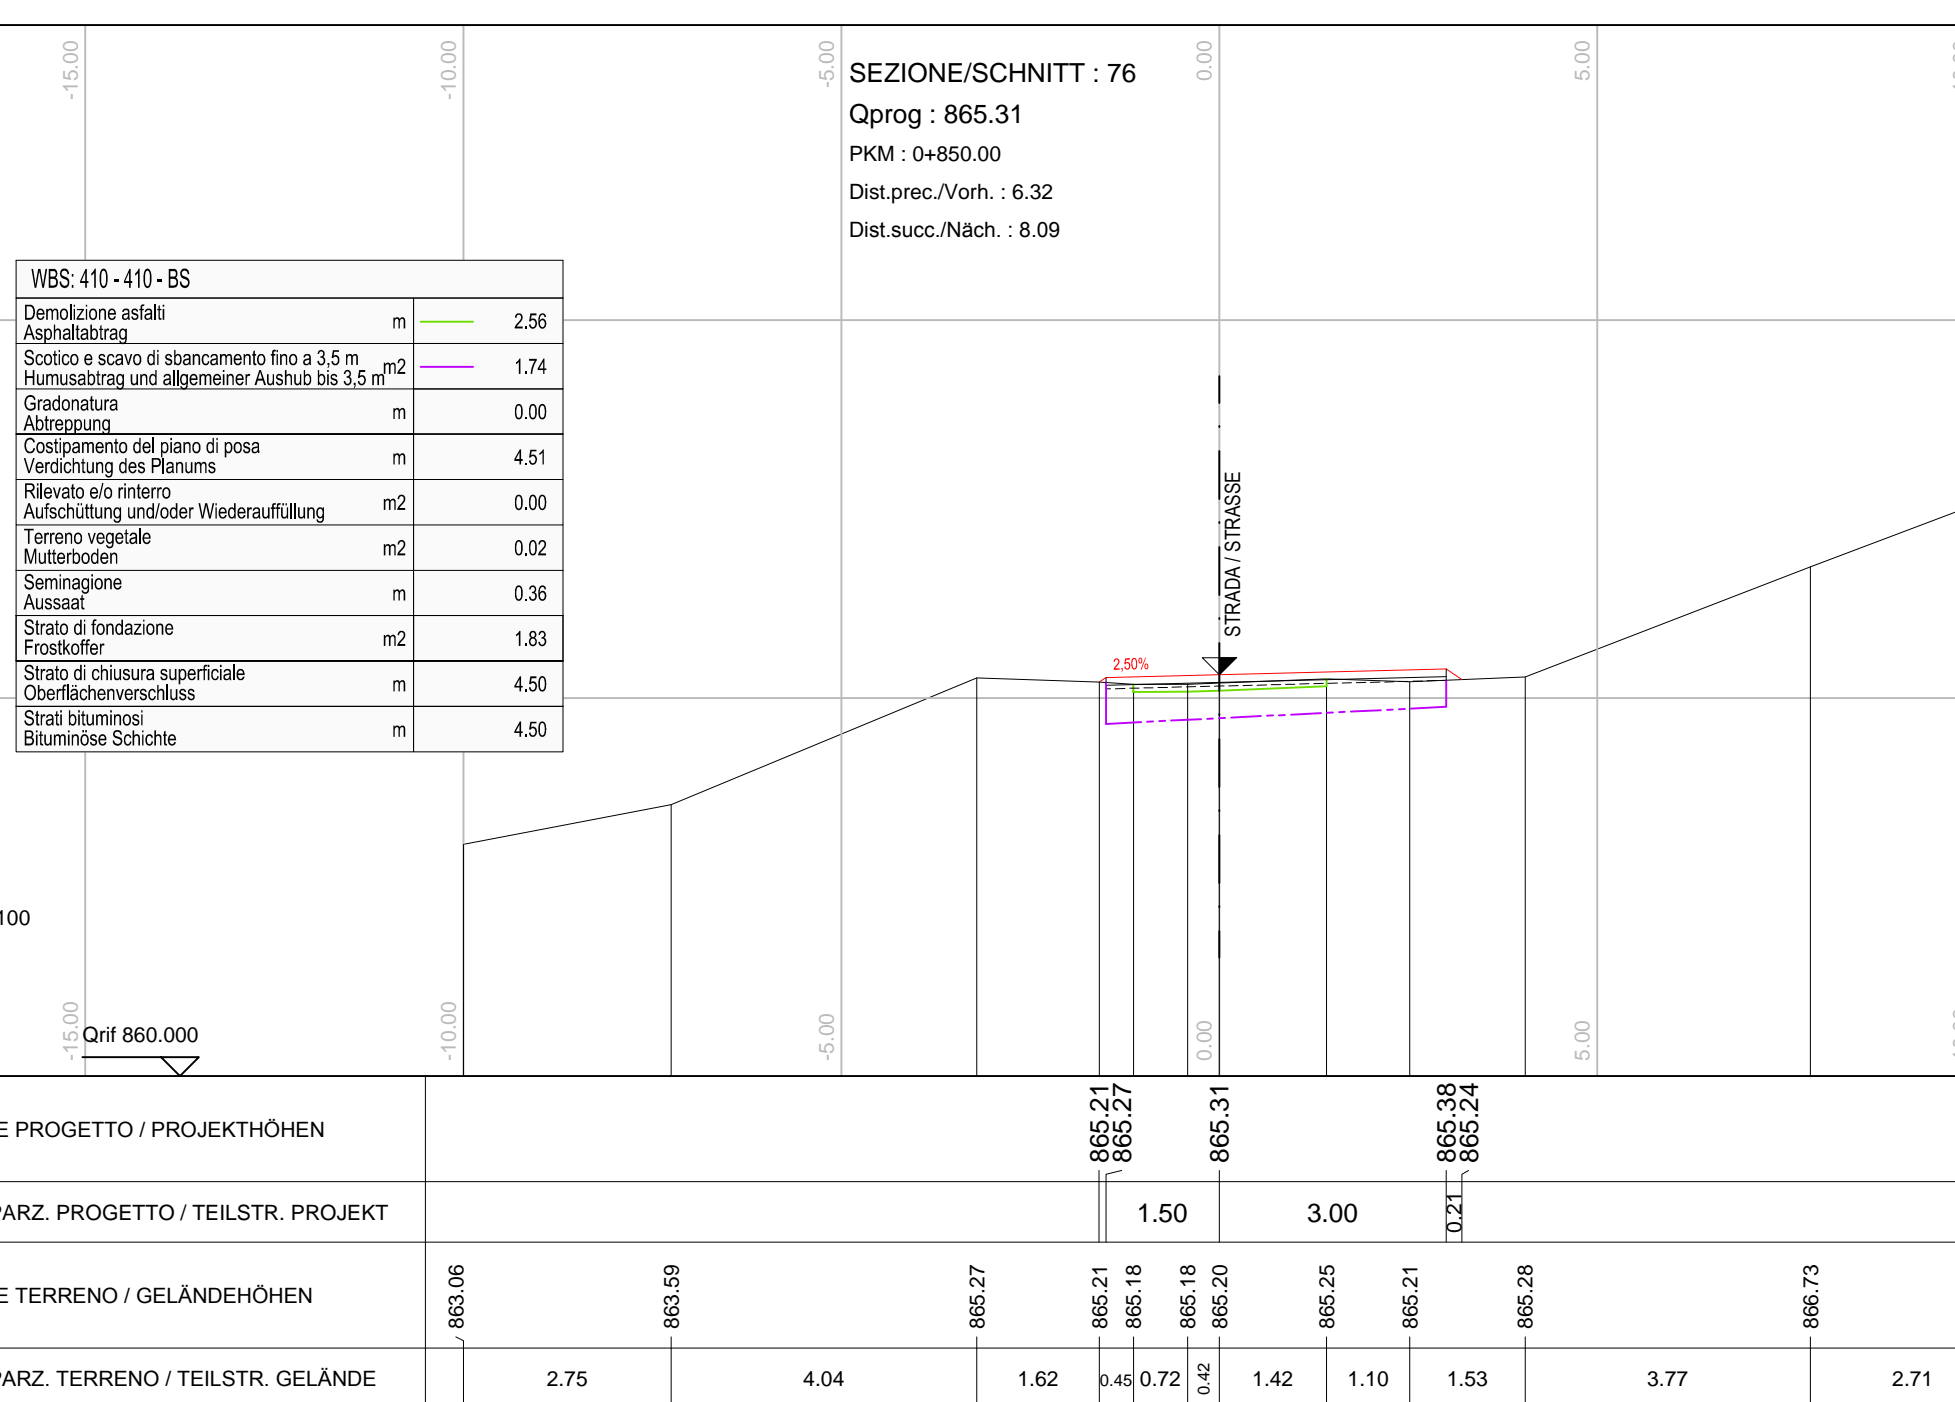 -15.00
-10.00
-5.00
0.00
5.00
SEZIONE/SCHNITT : 76
Qprog : 865.31
PKM : 0+850.00
Dist.prec./Vorh. : 6.32
Dist.succ./Näch. : 8.09
WBS: 410 - 410 - BS
Demolizione asfalti
Asphaltabtrag
m 2.56
Scotico e scavo di sbancamento fino a 3,5 m
Humusabtrag und allgemeiner Aushub bis 3,5 m
m2 1.74
Gradonatura
Abtreppung
m 0.00
Costipamento del piano di posa
Verdichtung des Planums
m 4.51
Rilevato e/o rinterro
Aufschüttung und/oder Wiederauffüllung
m2 0.00
Terreno vegetale
Mutterboden
m2 0.02
Seminagione
Aussaat
m 0.36
Strato di fondazione
Frostkoffer
m2 1.83
Strato di chiusura superficiale
Oberflächenverschluss
m 4.50
Strati bituminosi
Bituminöse Schichte
m 4.50
STRADA / STRASSE
2,50%
100
-15.00
-10.00
-5.00
0.00
5.00
Qrif 860.000
E PROGETTO / PROJEKTHÖHEN
865.21 865.27 865.31 865.38 865.24
PARZ. PROGETTO / TEILSTR. PROJEKT
1.50 3.00 0.21
E TERRENO / GELÄNDEHÖHEN
863.06 863.59 865.27 865.21 865.18 865.18 865.20 865.25 865.21 865.28 866.73
PARZ. TERRENO / TEILSTR. GELÄNDE
2.75 4.04 1.62 0.45 0.72 0.42 1.42 1.10 1.53 3.77 2.71